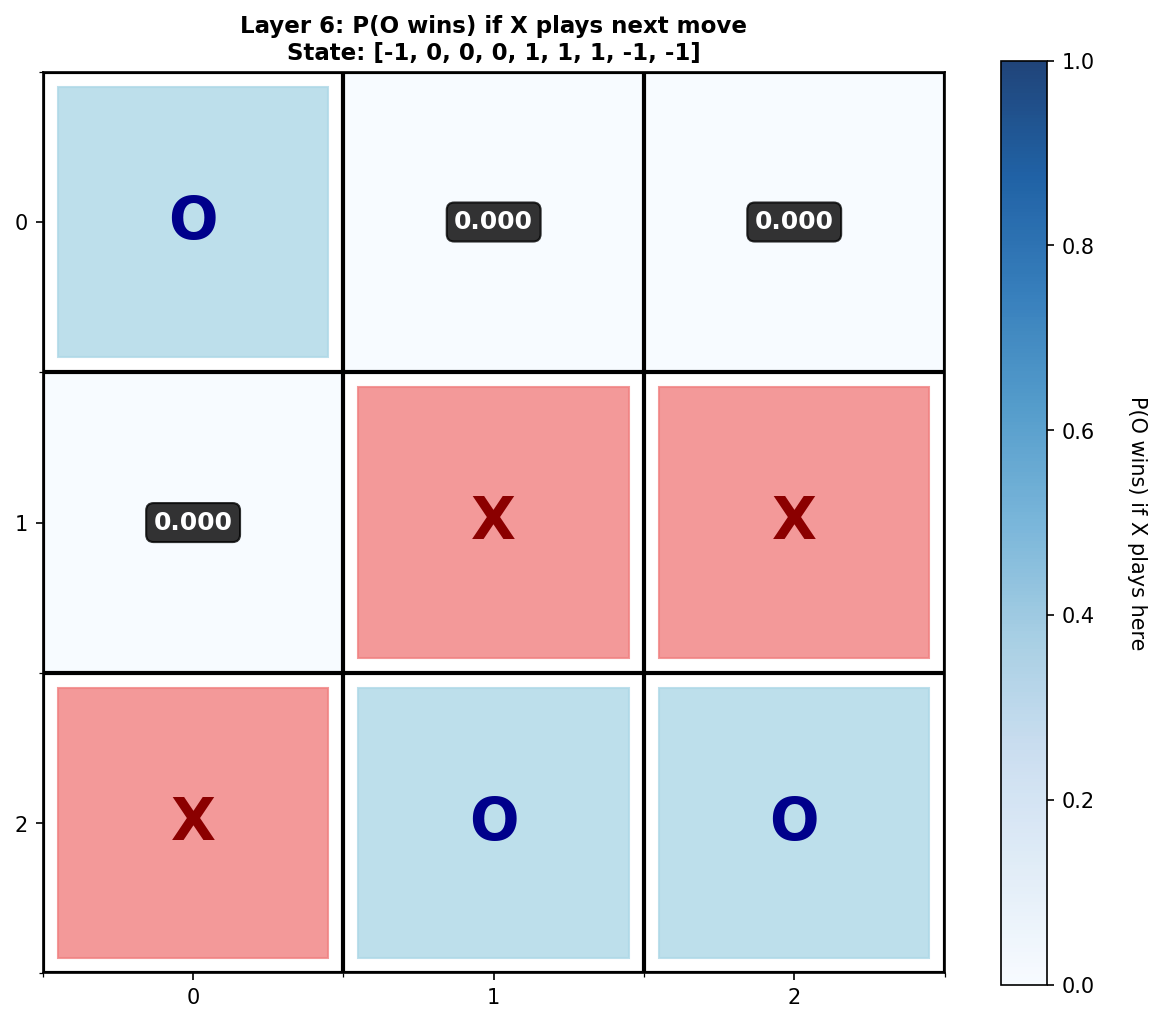 Layer 6: P(O wins) if X plays next move
State: [-1, 0, 0, 0, 1, 1, 1, -1, -1]
O
0.000
0.000
0.000
X
X
X
O
O
0
1
2
0
1
2
1.0
0.8
0.6
0.4
0.2
0.0
P(O wins) if X plays here